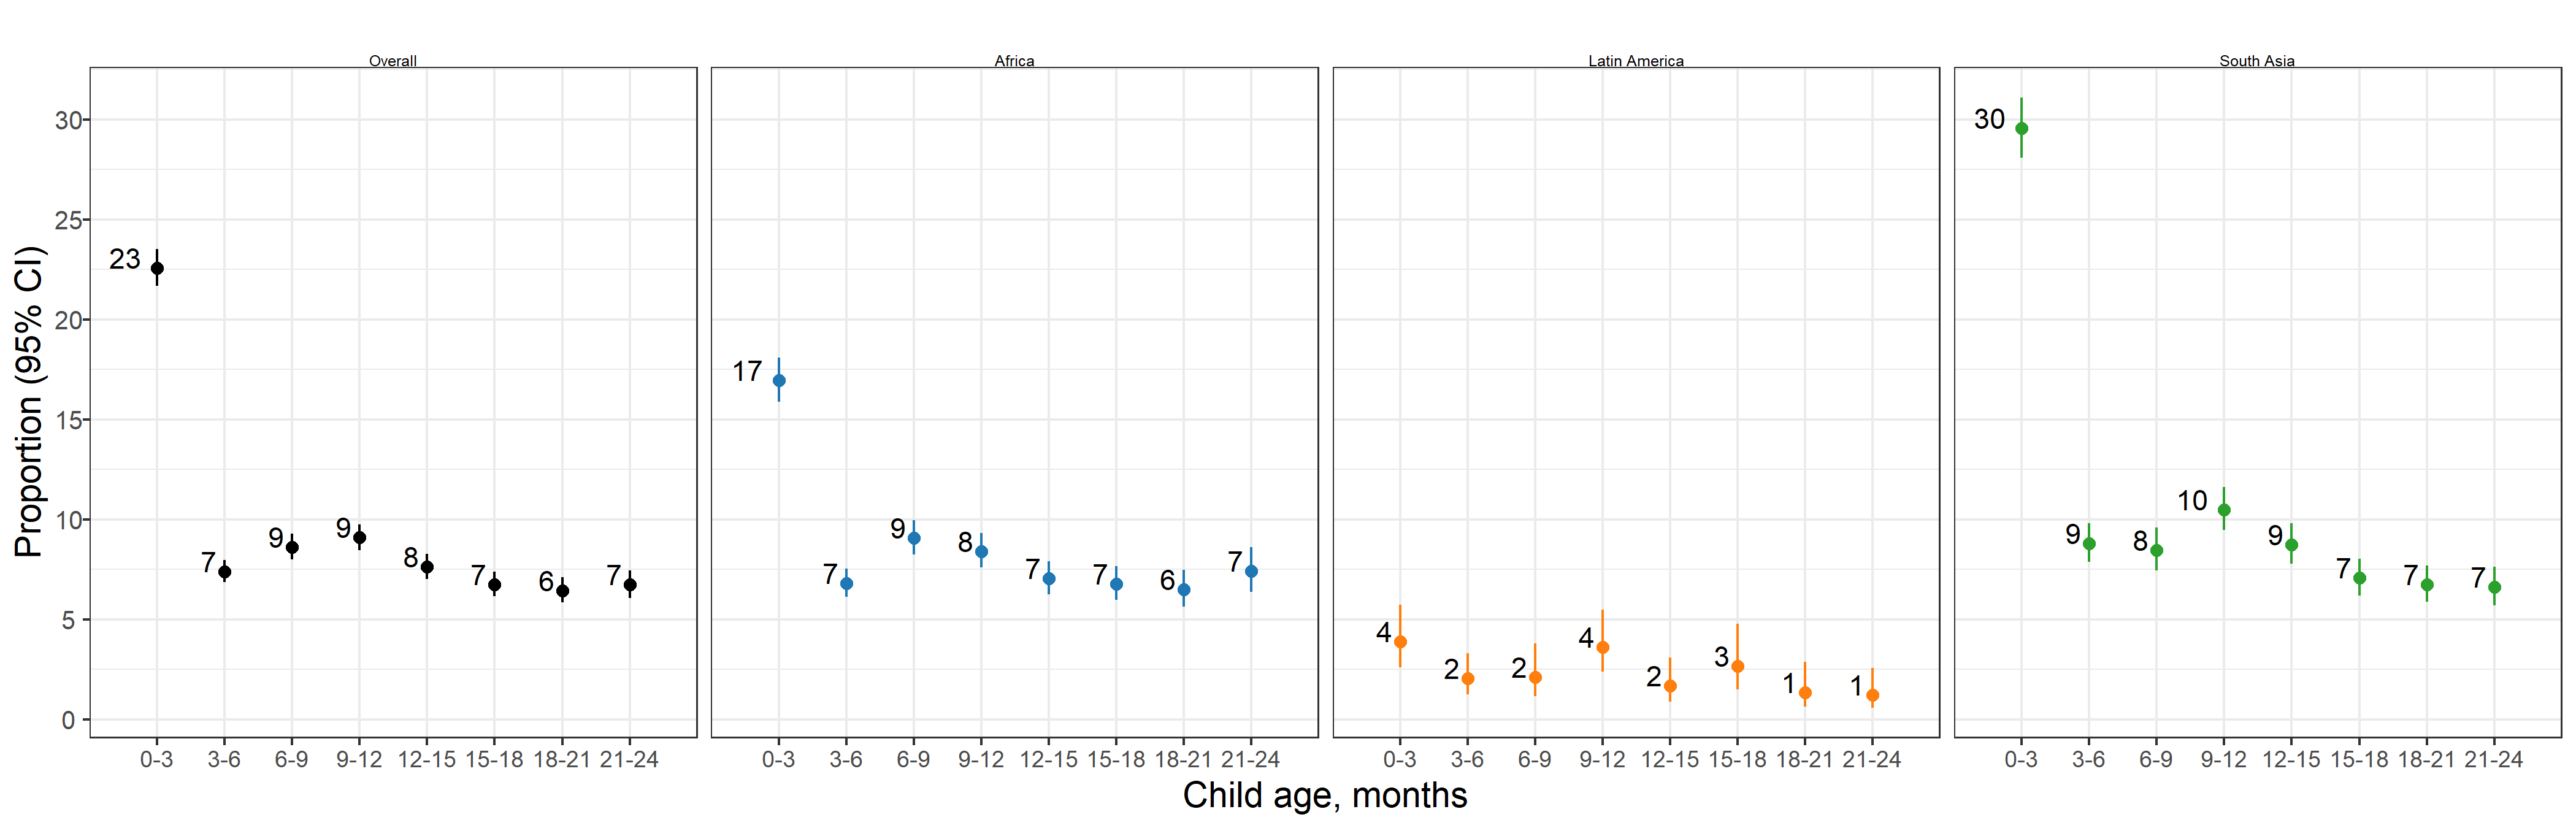 Overall Africa Latin America South Asia
Proportion (95% CI)
30
25
20
15
10
5
0
23 7 9 9 8 7 6 7
17 7 9 8 7 7 6 7
4 2 2 4 2 3 1 1
30 9 8 10 9 7 7 7
0-3 3-6 6-9 9-12 12-15 15-18 18-21 21-24 0-3 3-6 6-9 9-12 12-15 15-18 18-21 21-24 0-3 3-6 6-9 9-12 12-15 15-18 18-21 21-24 0-3 3-6 6-9 9-12 12-15 15-18 18-21 21-24
Child age, months